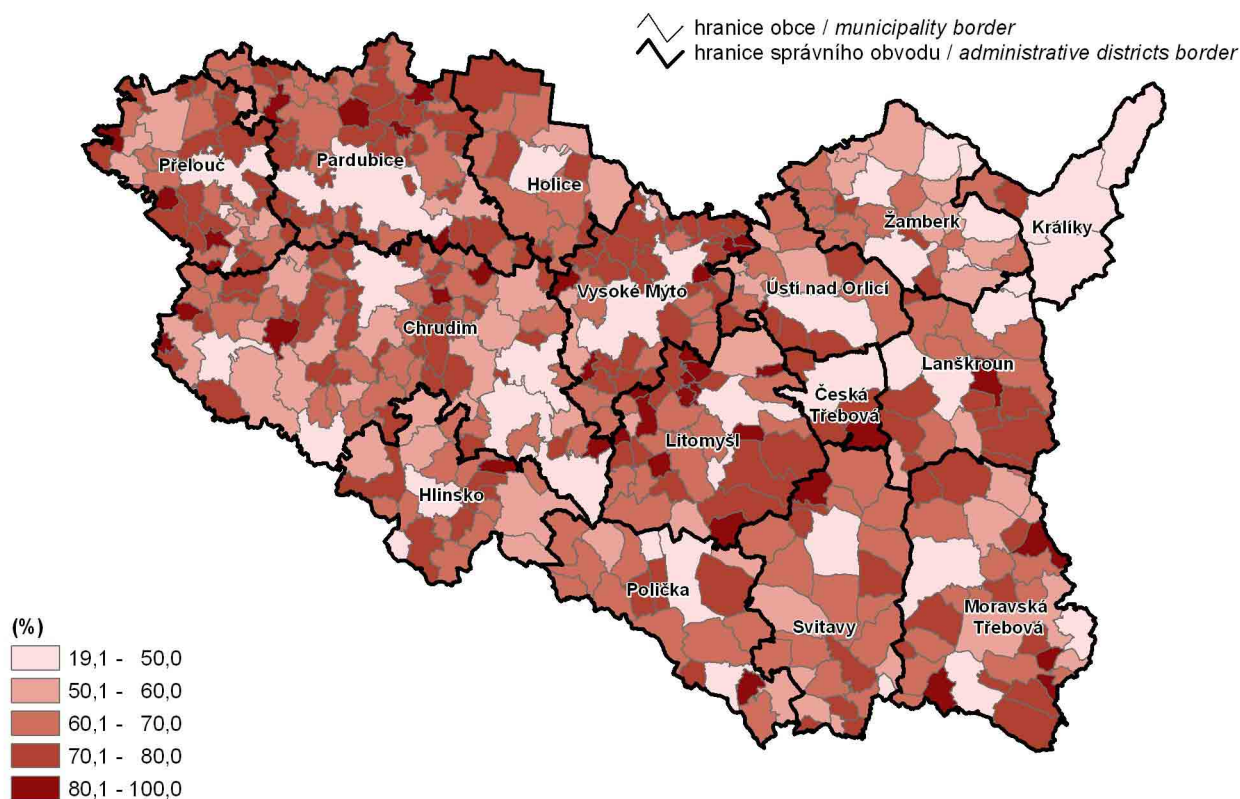 hranice obce / municipality border
hranice správního obvodu / administrative districts border
Přelouč
Pardubice
Holice
Žamberk
Králíky
Vysoké Mýto
Ústí nad Orlicí
Chrudim
Lanškroun
Česká
Třebová
Litomyšl
Hlinsko
Polička
Svitavy
Moravská
Třebová
(%)
19,1 - 50,0
50,1 - 60,0
60,1 - 70,0
70,1 - 80,0
80,1 - 100,0